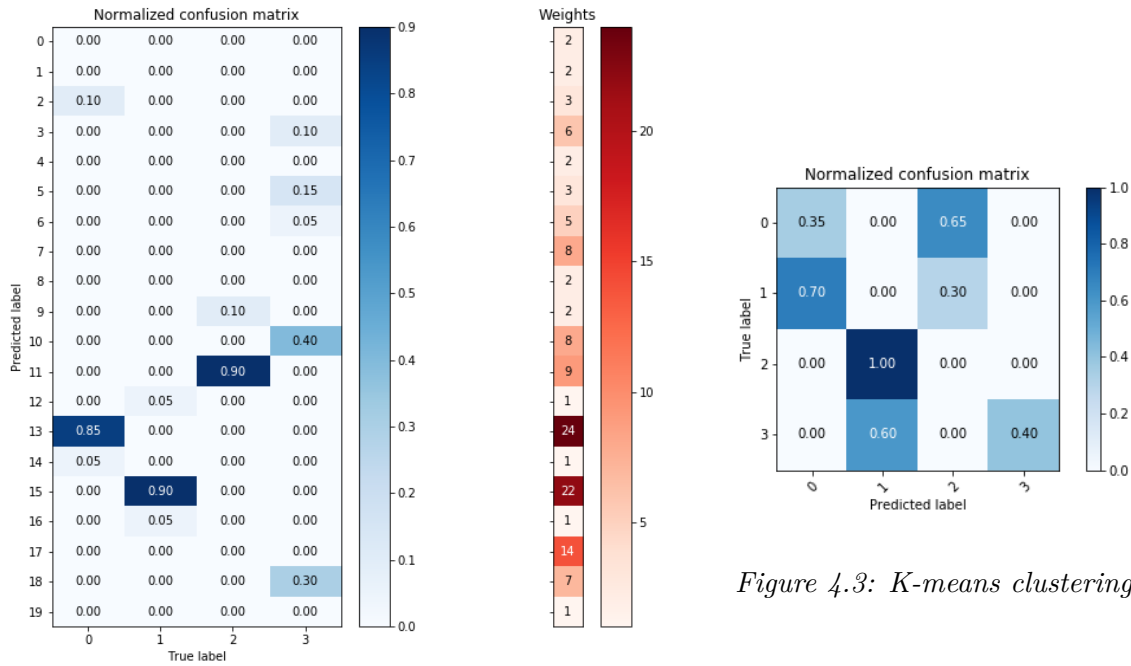 Normalized confusion matrix
Predicted label
0 0.00 0.00 0.00 0.00
1 0.00 0.00 0.00 0.00
2 0.10 0.00 0.00 0.00
3 0.00 0.00 0.00 0.10
4 0.00 0.00 0.00 0.00
5 0.00 0.00 0.00 0.15
6 0.00 0.00 0.00 0.05
7 0.00 0.00 0.00 0.00
8 0.00 0.00 0.00 0.00
9 0.00 0.00 0.10 0.00
10 0.00 0.00 0.00 0.40
11 0.00 0.00 0.90 0.00
12 0.00 0.05 0.00 0.00
13 0.85 0.00 0.00 0.00
14 0.05 0.00 0.00 0.00
15 0.00 0.90 0.00 0.00
16 0.00 0.05 0.00 0.00
17 0.00 0.00 0.00 0.00
18 0.00 0.00 0.00 0.30
19 0.00 0.00 0.00 0.00
0 1 2 3
True label
0.9
0.8
0.7
0.6
0.5
0.4
0.3
0.2
0.1
0.0
Weights
2
2
3
6
2
3
5
8
2
2
8
9
1
24
1
22
1
14
7
1
20
15
10
5
Normalized confusion matrix
True label
0 0.35 0.00 0.65 0.00
1 0.70 0.00 0.30 0.00
2 0.00 1.00 0.00 0.00
3 0.00 0.60 0.00 0.40
0 1 2 3
Predicted label
1.0
0.8
0.6
0.4
0.2
0.0
Figure 4.3: K-means clustering